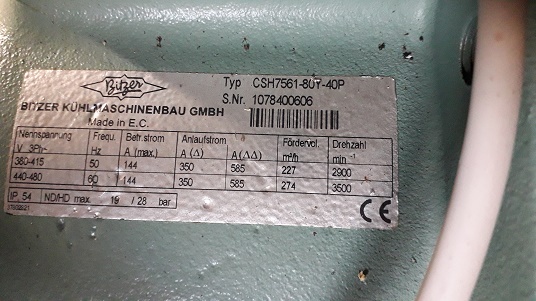 BITZER
Typ CSH7561-80Y-40P
S.Nr. 1078400606
BITZER KÜHLMASCHINENBAU GMBH
Made in E.C.
Nennspannung Frequ. Betr.strom Anlaufstrom Fördervol. Drehzahl
V 3Ph~ Hz A (max.) A (Δ) A (ΔΔ) m³/h min⁻¹
380-415 50 144 350 585 227 2900
440-480 60 144 350 585 274 3500
IP 54 ND/HD max. 19 / 28 bar
CE